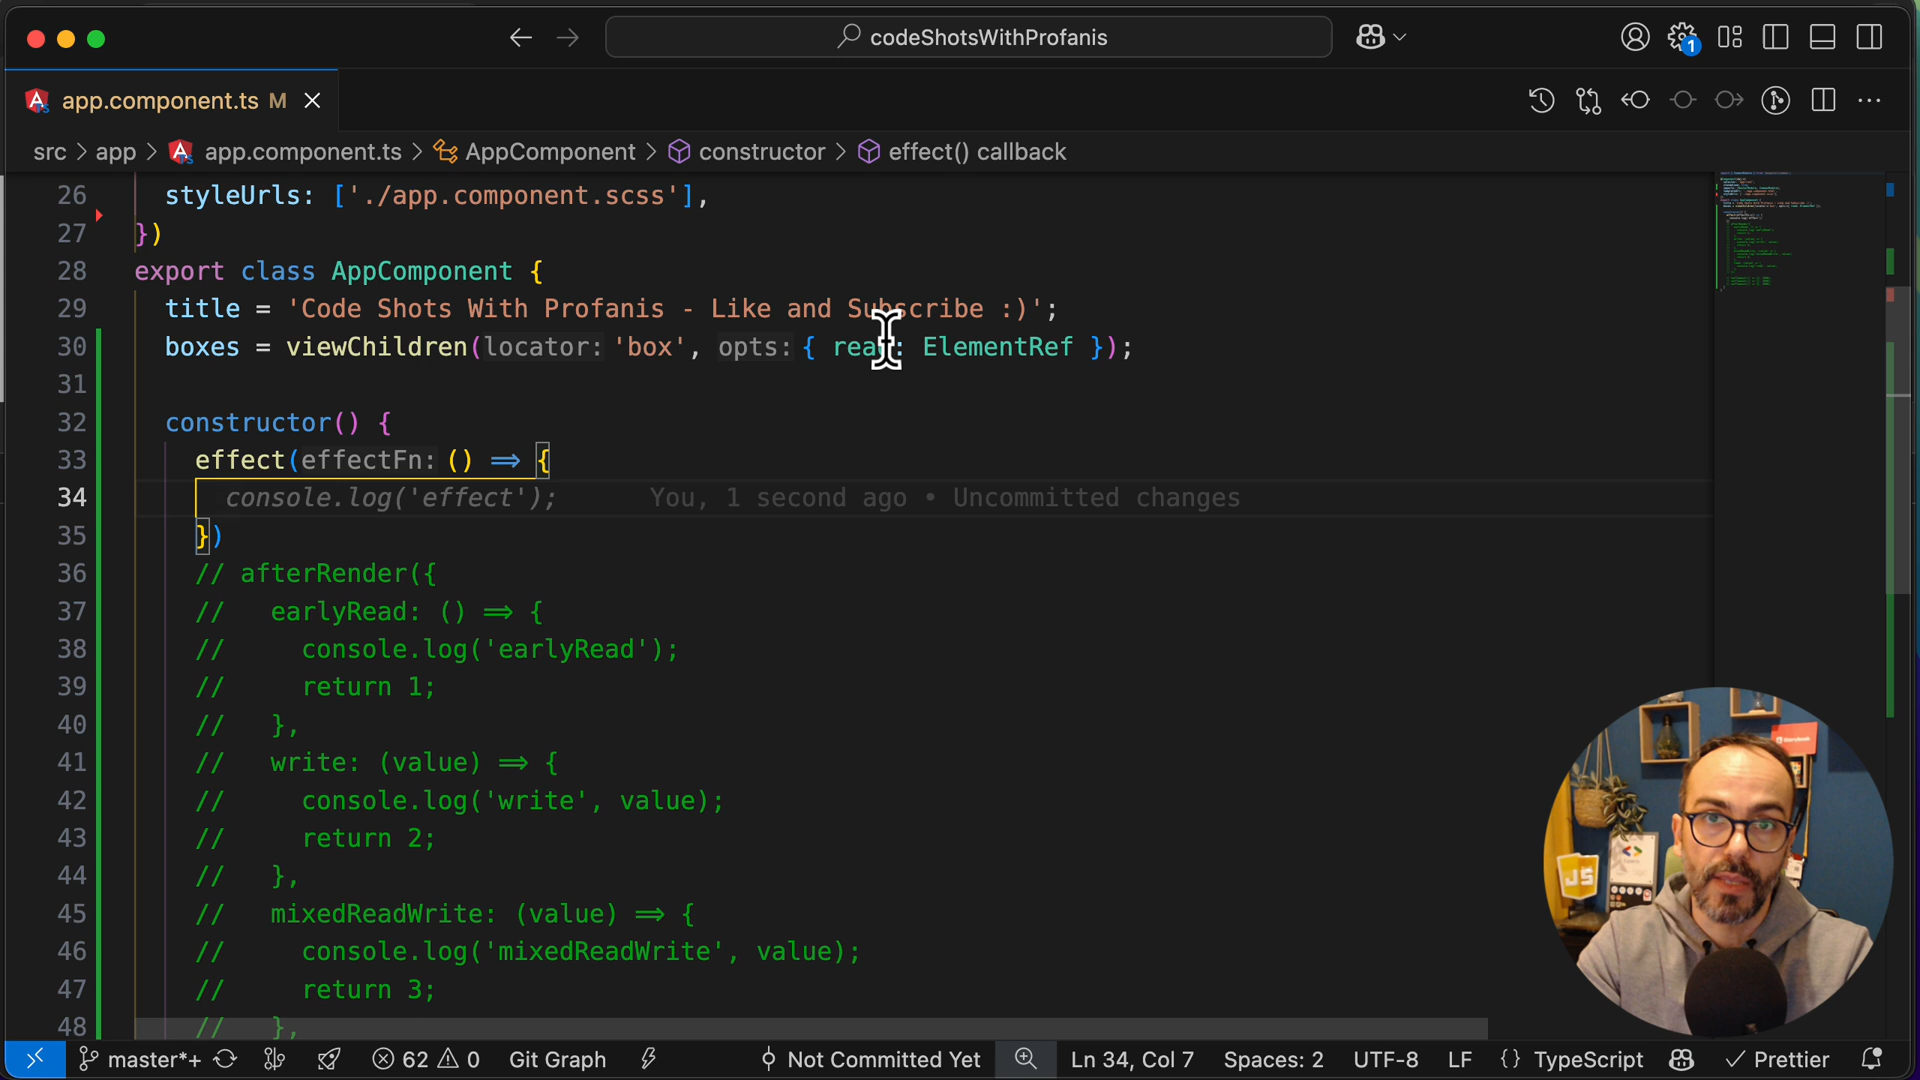 codeShotsWithProfanis
1
app.component.ts M
src > app > app.component.ts > AppComponent > constructor > effect() callback
26 styleUrls: ['./app.component.scss'],
27 })
28 export class AppComponent {
29 title = 'Code Shots With Profanis - Like and Subscribe :)';
30 boxes = viewChildren(locator: 'box', opts: { read: ElementRef });
31
32 constructor() {
33 effect(effectFn: () => {
34 console.log('effect'); You, 1 second ago • Uncommitted changes
35 })
36 // afterRender({
37 // earlyRead: () => {
38 // console.log('earlyRead');
39 // return 1;
40 // },
41 // write: (value) => {
42 // console.log('write', value);
43 // return 2;
44 // },
45 // mixedReadWrite: (value) => {
46 // console.log('mixedReadWrite', value);
47 // return 3;
48 // },
JS
master*+ 62 0 Git Graph Not Committed Yet Ln 34, Col 7 Spaces: 2 UTF-8 LF {} TypeScript Prettier